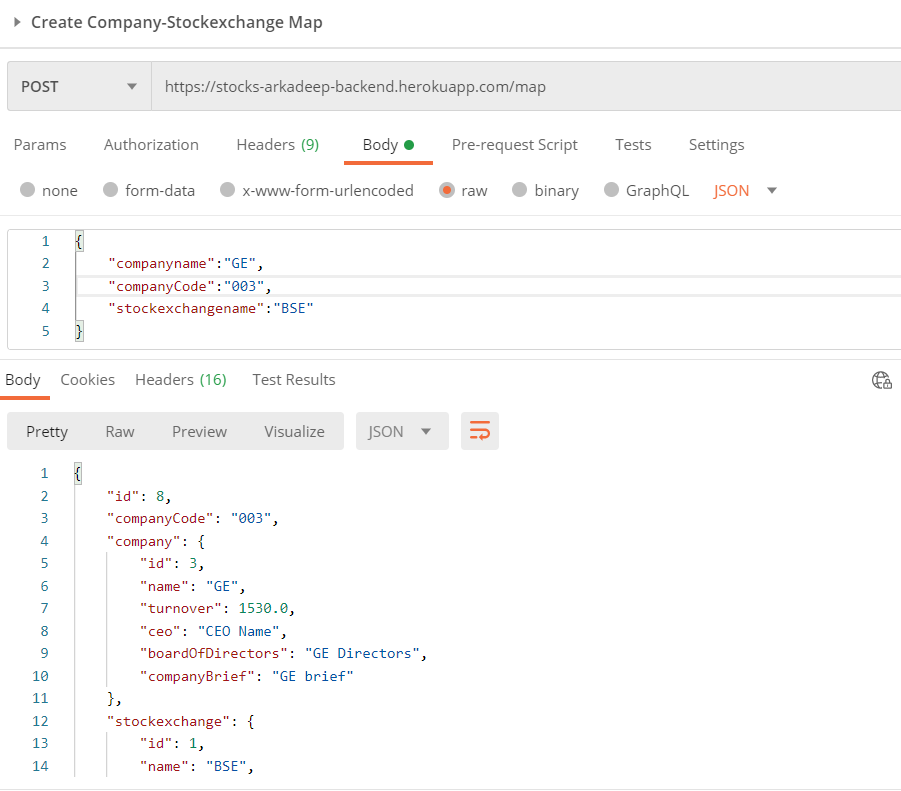 Create Company-Stockexchange Map
POST https://stocks-arkadeep-backend.herokuapp.com/map
Params Authorization Headers (9) Body Pre-request Script Tests Settings
none form-data x-www-form-urlencoded raw binary GraphQL JSON
1 {
2 "companyname":"GE",
3 "companyCode":"003",
4 "stockexchangename":"BSE"
5 }
Body Cookies Headers (16) Test Results
Pretty Raw Preview Visualize JSON
1 {
2 "id": 8,
3 "companyCode": "003",
4 "company": {
5 "id": 3,
6 "name": "GE",
7 "turnover": 1530.0,
8 "ceo": "CEO Name",
9 "boardOfDirectors": "GE Directors",
10 "companyBrief": "GE brief"
11 },
12 "stockexchange": {
13 "id": 1,
14 "name": "BSE",